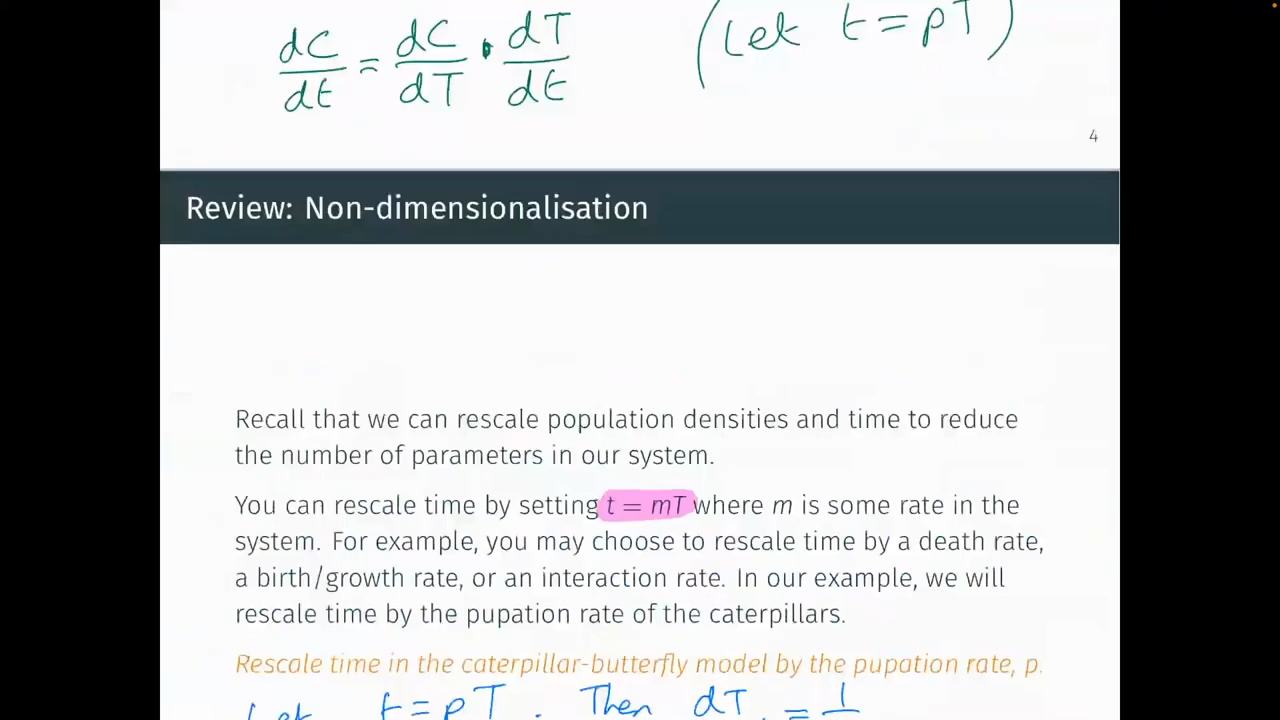 dC/dt = dC/dT · dT/dt (Let t = pT)
4
Review: Non-dimensionalisation
Recall that we can rescale population densities and time to reduce
the number of parameters in our system.
You can rescale time by setting t = mT where m is some rate in the
system. For example, you may choose to rescale time by a death rate,
a birth/growth rate, or an interaction rate. In our example, we will
rescale time by the pupation rate of the caterpillars.
Rescale time in the caterpillar-butterfly model by the pupation rate, p.
Let t = pT. Then dT = 1